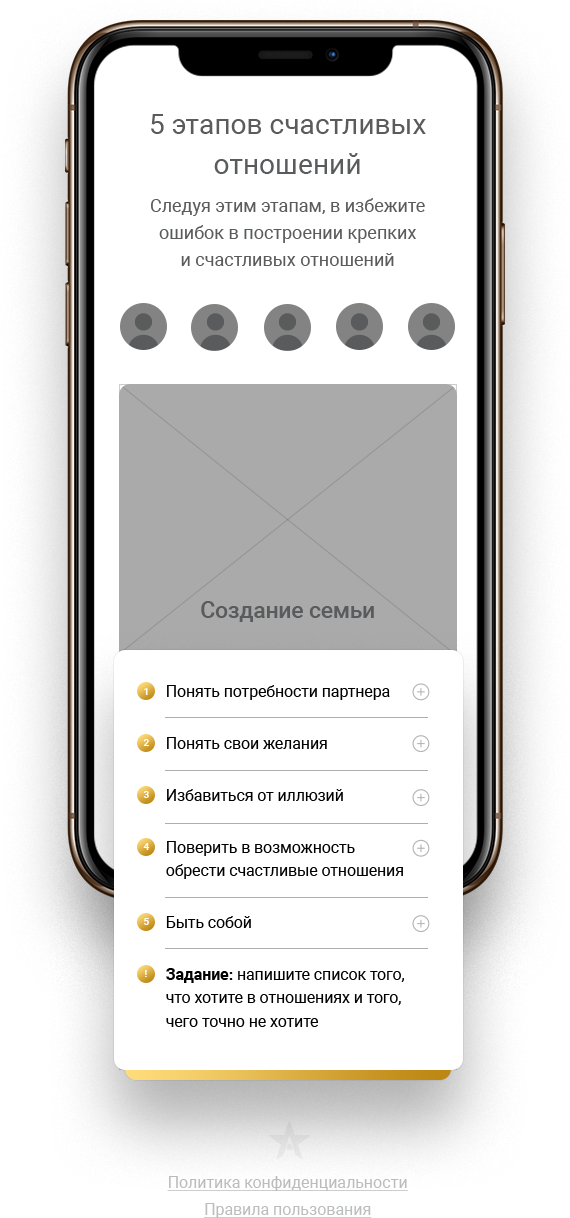 5 этапов счастливых
отношений
Следуя этим этапам, в избежите
ошибок в построении крепких
и счастливых отношений
Создание семьи
1 Понять потребности партнера
2 Понять свои желания
3 Избавиться от иллюзий
4 Поверить в возможность
обрести счастливые отношения
5 Быть собой
! Задание: напишите список того,
что хотите в отношениях и того,
чего точно не хотите
Политика конфиденциальности
Правила пользования